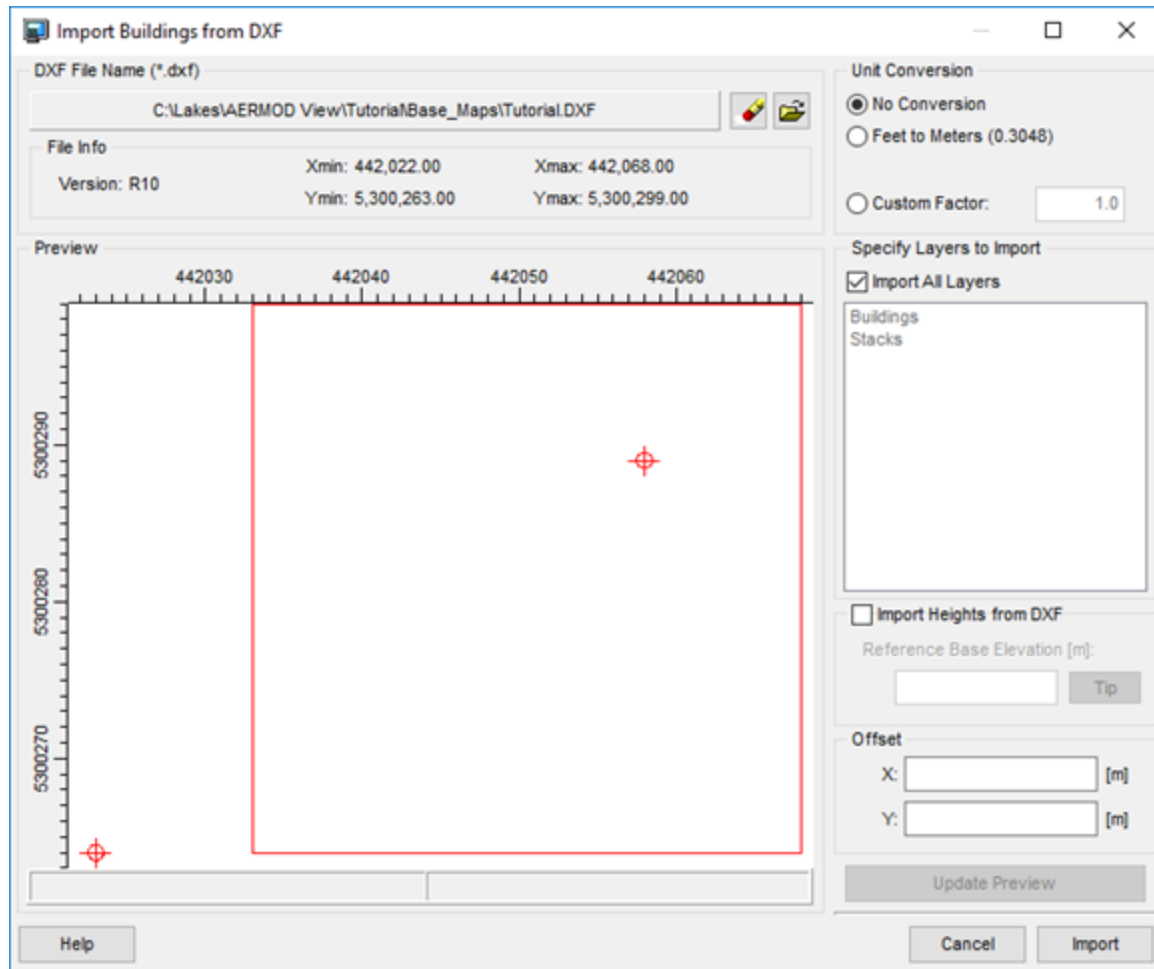 Import Buildings from DXF
DXF File Name (*.dxf)
C:\Lakes\AERMOD View\Tutorial\Base_Maps\Tutorial.DXF
File Info
Version: R10
Xmin: 442,022.00 Xmax: 442,068.00
Ymin: 5,300,263.00 Ymax: 5,300,299.00
Unit Conversion
No Conversion
Feet to Meters (0.3048)
Custom Factor: 1.0
Preview
442030 442040 442050 442060
5300290
5300280
5300270
Specify Layers to Import
Import All Layers
Buildings
Stacks
Import Heights from DXF
Reference Base Elevation [m]:
Tip
Offset
X: [m]
Y: [m]
Update Preview
Help Cancel Import